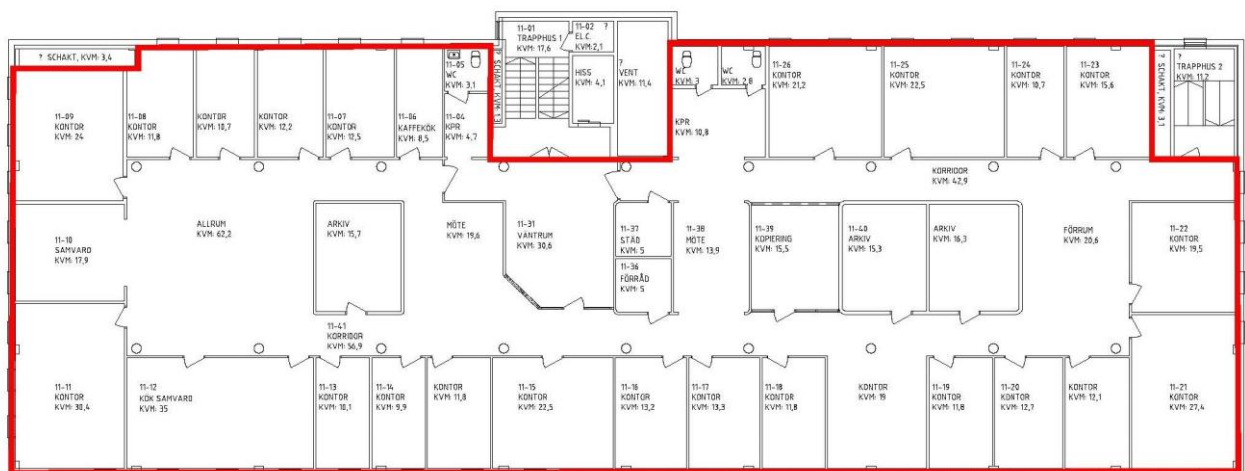 ? SCHAKT, KVM: 3,4
11-01
TRAPPHUS 1
KVM: 17,6
11-02 ?
EL.C.
KVM:2,1
?
VENT
KVM: 11,4
HISS
KVM: 4,1
? SCHAKT, KVM: 1,3
11-05
WC
KVM: 3,1
11-04
KPR
KVM: 4,7
WC
KVM: 3
WC
KVM: 2,8
KPR
KVM: 10,8
11-26
KONTOR
KVM: 21,2
11-25
KONTOR
KVM: 22,5
11-24
KONTOR
KVM: 10,7
11-23
KONTOR
KVM: 15,6
? SCHAKT, KVM: 3,1
?
TRAPPHUS 2
KVM: 11,2
11-09
KONTOR
KVM: 24
11-08
KONTOR
KVM: 11,8
KONTOR
KVM: 10,7
KONTOR
KVM: 12,2
11-07
KONTOR
KVM: 12,5
11-06
KAFFEKÖK
KVM: 8,5
KORRIDOR
KVM: 42,9
11-10
SAMVARO
KVM: 17,9
ALLRUM
KVM: 62,2
ARKIV
KVM: 15,7
MÖTE
KVM: 19,6
11-31
VÄNTRUM
KVM: 30,6
11-37
STÄD
KVM: 5
11-36
FÖRRÅD
KVM: 5
11-38
MÖTE
KVM: 13,9
11-39
KOPIERING
KVM: 15,5
11-40
ARKIV
KVM: 15,3
ARKIV
KVM: 16,3
FÖRRUM
KVM: 20,6
11-22
KONTOR
KVM: 19,5
11-41
KORRIDOR
KVM: 56,9
11-11
KONTOR
KVM: 30,4
11-12
KÖK SAMVARO
KVM: 35
11-13
KONTOR
KVM: 10,1
11-14
KONTOR
KVM: 9,9
KONTOR
KVM: 11,8
11-15
KONTOR
KVM: 22,5
11-16
KONTOR
KVM: 13,2
11-17
KONTOR
KVM: 13,3
11-18
KONTOR
KVM: 11,8
KONTOR
KVM: 19
11-19
KONTOR
KVM: 11,8
11-20
KONTOR
KVM: 12,7
KONTOR
KVM: 12,1
11-21
KONTOR
KVM: 27,4